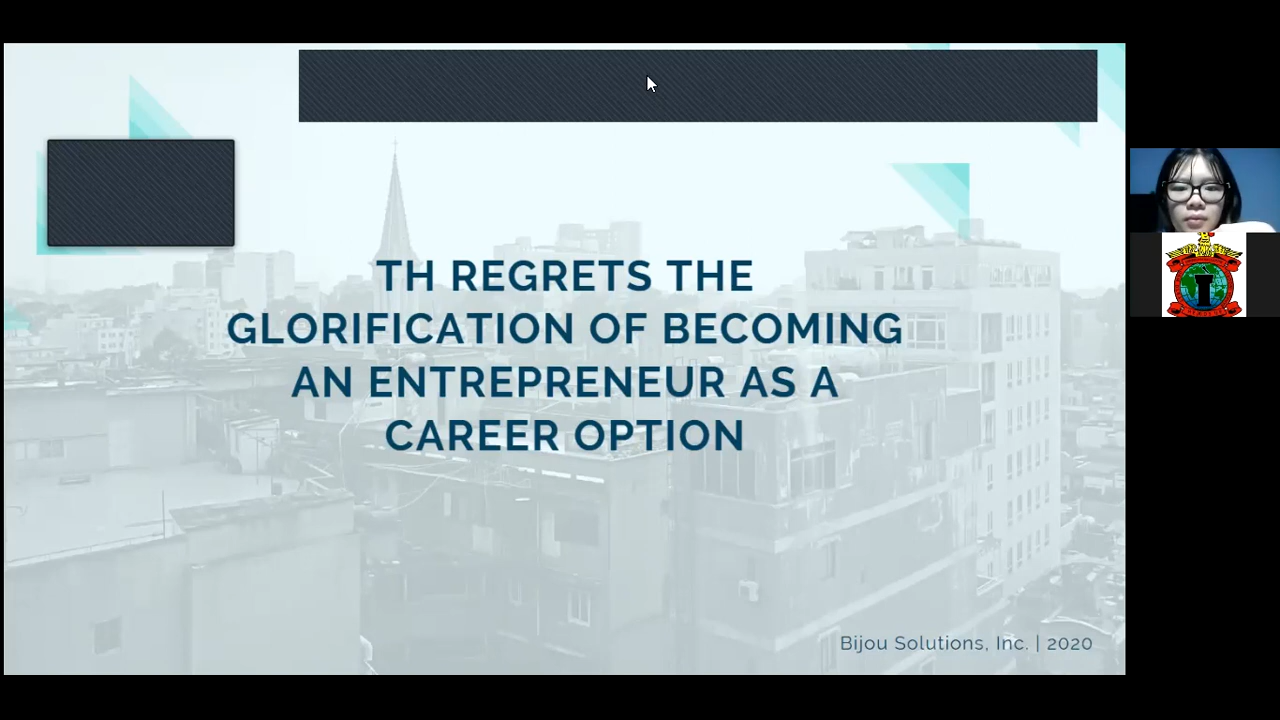 TH REGRETS THE
GLORIFICATION OF BECOMING
AN ENTREPRENEUR AS A
CAREER OPTION
Bijou Solutions, Inc. | 2020